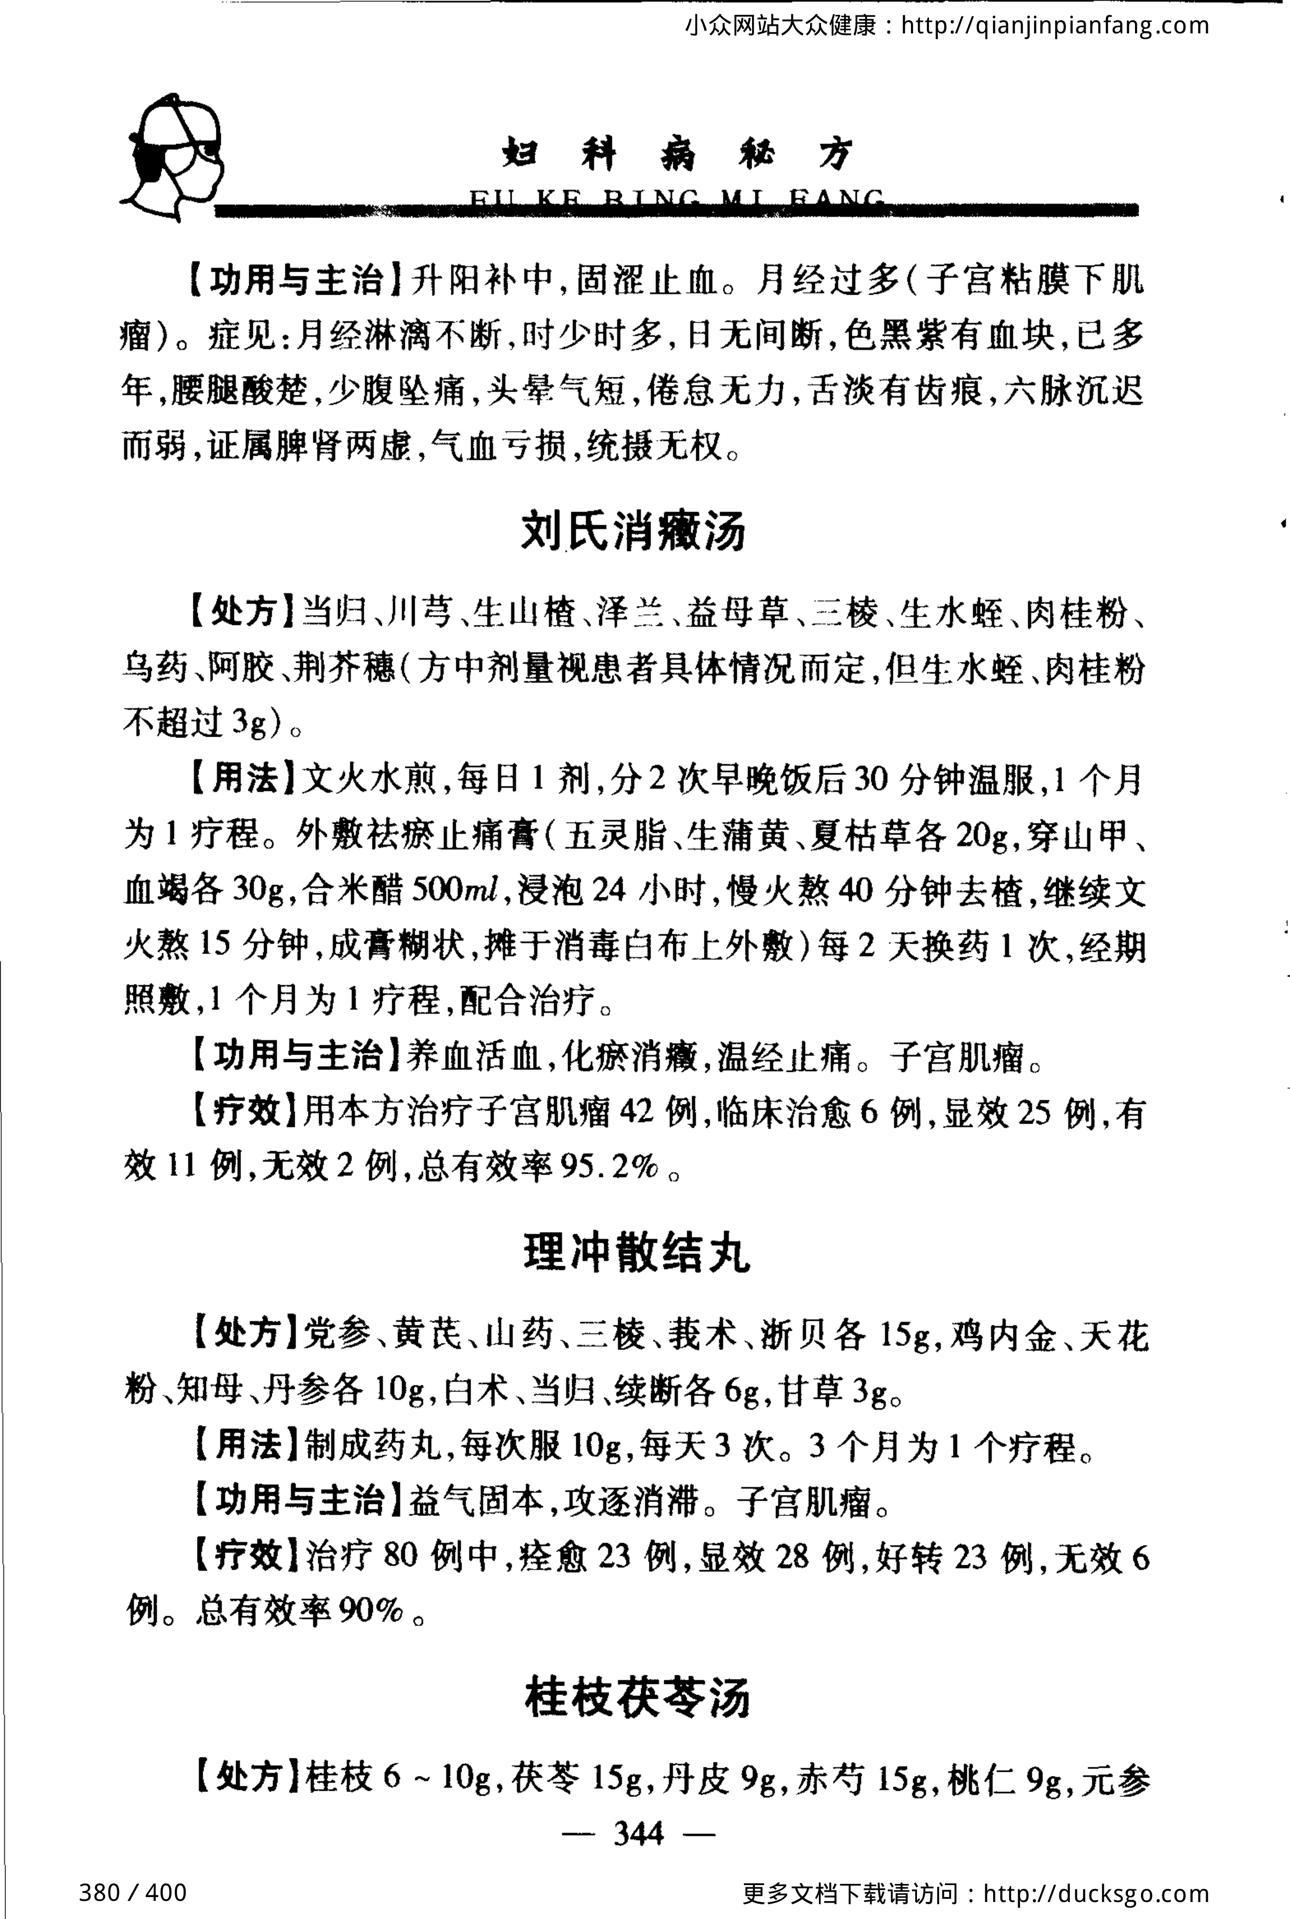 小众网站大众健康：http://qianjinpianfang.com
妇科病秘方
FU KE BING MI FANG
【功用与主治】升阳补中,固涩止血。月经过多(子宫粘膜下肌
瘤)。症见:月经淋漓不断,时少时多,日无间断,色黑紫有血块,已多
年,腰腿酸楚,少腹坠痛,头晕气短,倦怠无力,舌淡有齿痕,六脉沉迟
而弱,证属脾肾两虚,气血亏损,统摄无权。
刘氏消癥汤
【处方】当归、川芎、生山楂、泽兰、益母草、三棱、生水蛭、肉桂粉、
乌药、阿胶、荆芥穗(方中剂量视患者具体情况而定,但生水蛭、肉桂粉
不超过3g)。
【用法】文火水煎,每日1剂,分2次早晚饭后30分钟温服,1个月
为1疗程。外敷祛瘀止痛膏(五灵脂、生蒲黄、夏枯草各20g,穿山甲、
血竭各30g,合米醋500ml,浸泡24小时,慢火熬40分钟去楂,继续文
火熬15分钟,成膏糊状,摊于消毒白布上外敷)每2天换药1次,经期
照敷,1个月为1疗程,配合治疗。
【功用与主治】养血活血,化瘀消癥,温经止痛。子宫肌瘤。
【疗效】用本方治疗子宫肌瘤42例,临床治愈6例,显效25例,有
效11例,无效2例,总有效率95.2%。
理冲散结丸
【处方】党参、黄芪、山药、三棱、莪术、浙贝各15g,鸡内金、天花
粉、知母、丹参各10g,白术、当归、续断各6g,甘草3g。
【用法】制成药丸,每次服10g,每天3次。3个月为1个疗程。
【功用与主治】益气固本,攻逐消滞。子宫肌瘤。
【疗效】治疗80例中,痊愈23例,显效28例,好转23例,无效6
例。总有效率90%。
桂枝茯苓汤
【处方】桂枝6~10g,茯苓15g,丹皮9g,赤芍15g,桃仁9g,元参
— 344 —
380 / 400
更多文档下载请访问：http://ducksgo.com